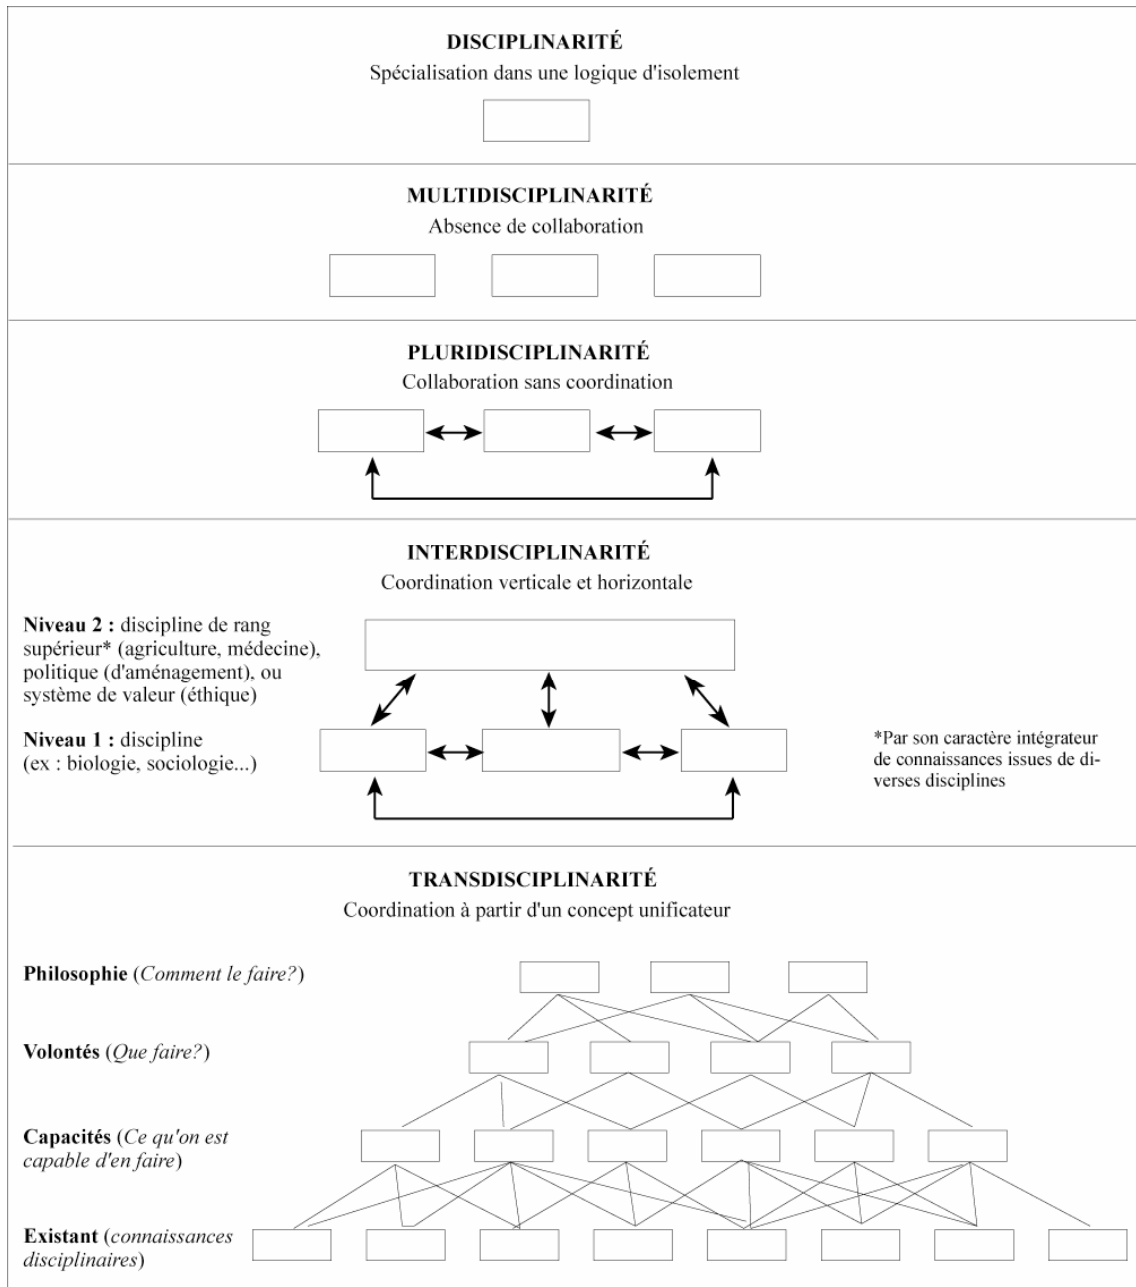 DISCIPLINARITÉ
Spécialisation dans une logique d'isolement
MULTIDISCIPLINARITÉ
Absence de collaboration
PLURIDISCIPLINARITÉ
Collaboration sans coordination
INTERDISCIPLINARITÉ
Coordination verticale et horizontale
Niveau 2 : discipline de rang
supérieur* (agriculture, médecine),
politique (d'aménagement), ou
système de valeur (éthique)
Niveau 1 : discipline
(ex : biologie, sociologie...)
*Par son caractère intégrateur
de connaissances issues de di-
verses disciplines
TRANSDISCIPLINARITÉ
Coordination à partir d'un concept unificateur
Philosophie (Comment le faire?)
Volontés (Que faire?)
Capacités (Ce qu'on est
capable d'en faire)
Existant (connaissances
disciplinaires)